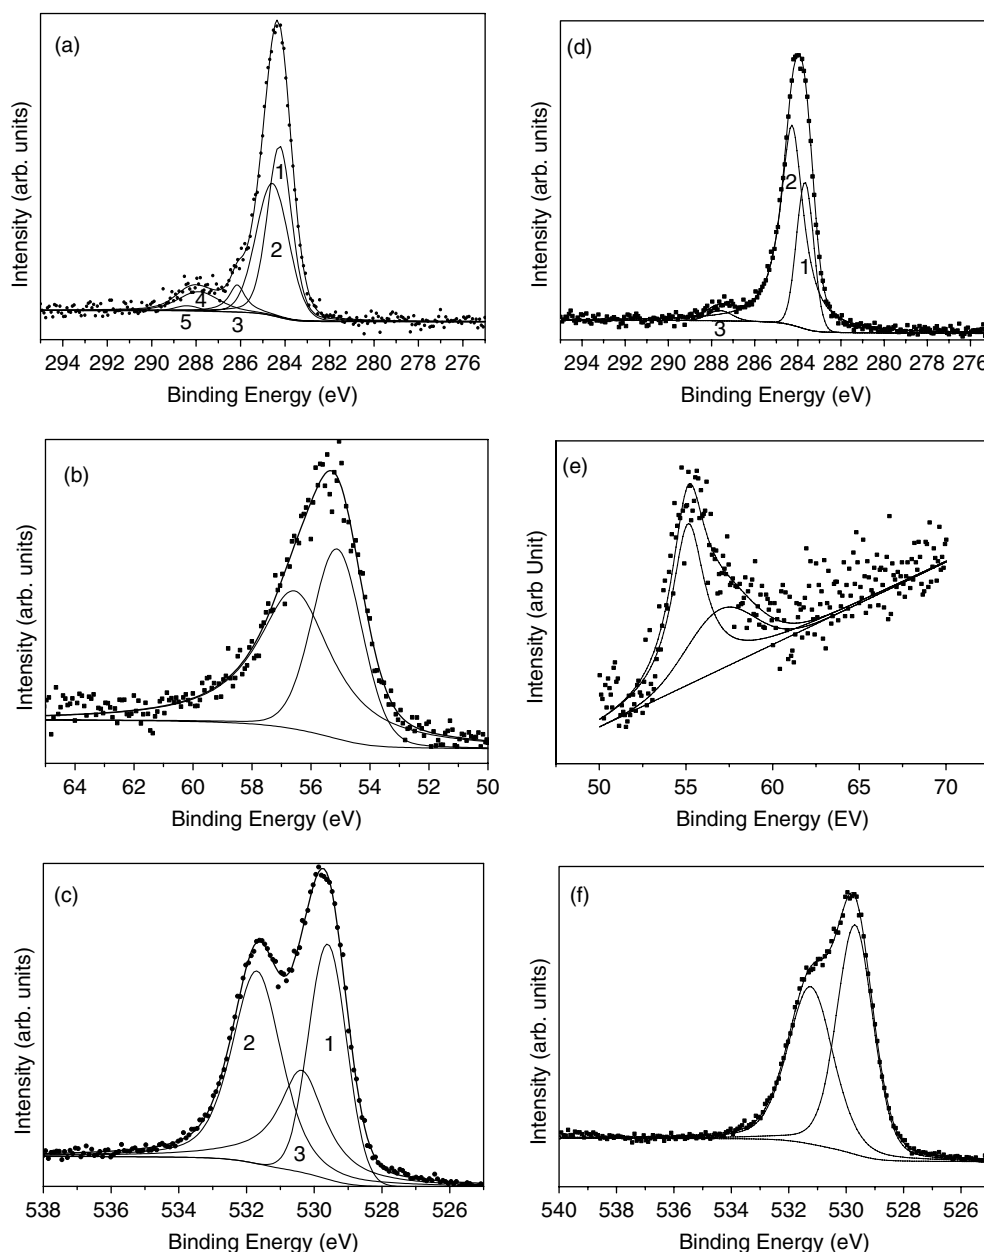 (a)
Intensity (arb. units)
1
2
3
4
5
294 292 290 288 286 284 282 280 278 276
Binding Energy (eV)
(d)
Intensity (arb. units)
2
1
3
294 292 290 288 286 284 282 280 278 276
Binding Energy (eV)
(b)
Intensity (arb. units)
64 62 60 58 56 54 52 50
Binding Energy (eV)
(e)
Intensity (arb Unit)
50 55 60 65 70
Binding Energy (EV)
(c)
Intensity (arb. units)
2
1
3
538 536 534 532 530 528 526
Binding Energy (eV)
(f)
Intensity (arb. units)
540 538 536 534 532 530 528 526
Binding Energy (eV)